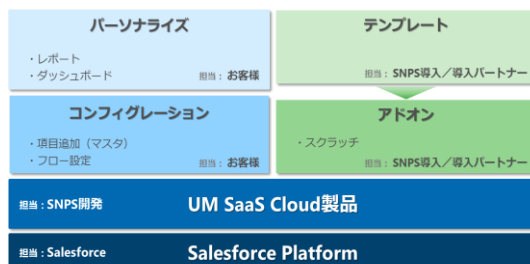 パーソナライズ
・レポート
・ダッシュボード
担当：お客様
テンプレート
担当：SNPS導入／導入パートナー
コンフィグレーション
・項目追加（マスタ）
・フロー設定
担当：お客様
アドオン
・スクラッチ
担当：SNPS導入／導入パートナー
担当：SNPS開発
UM SaaS Cloud製品
担当：Salesforce
Salesforce Platform